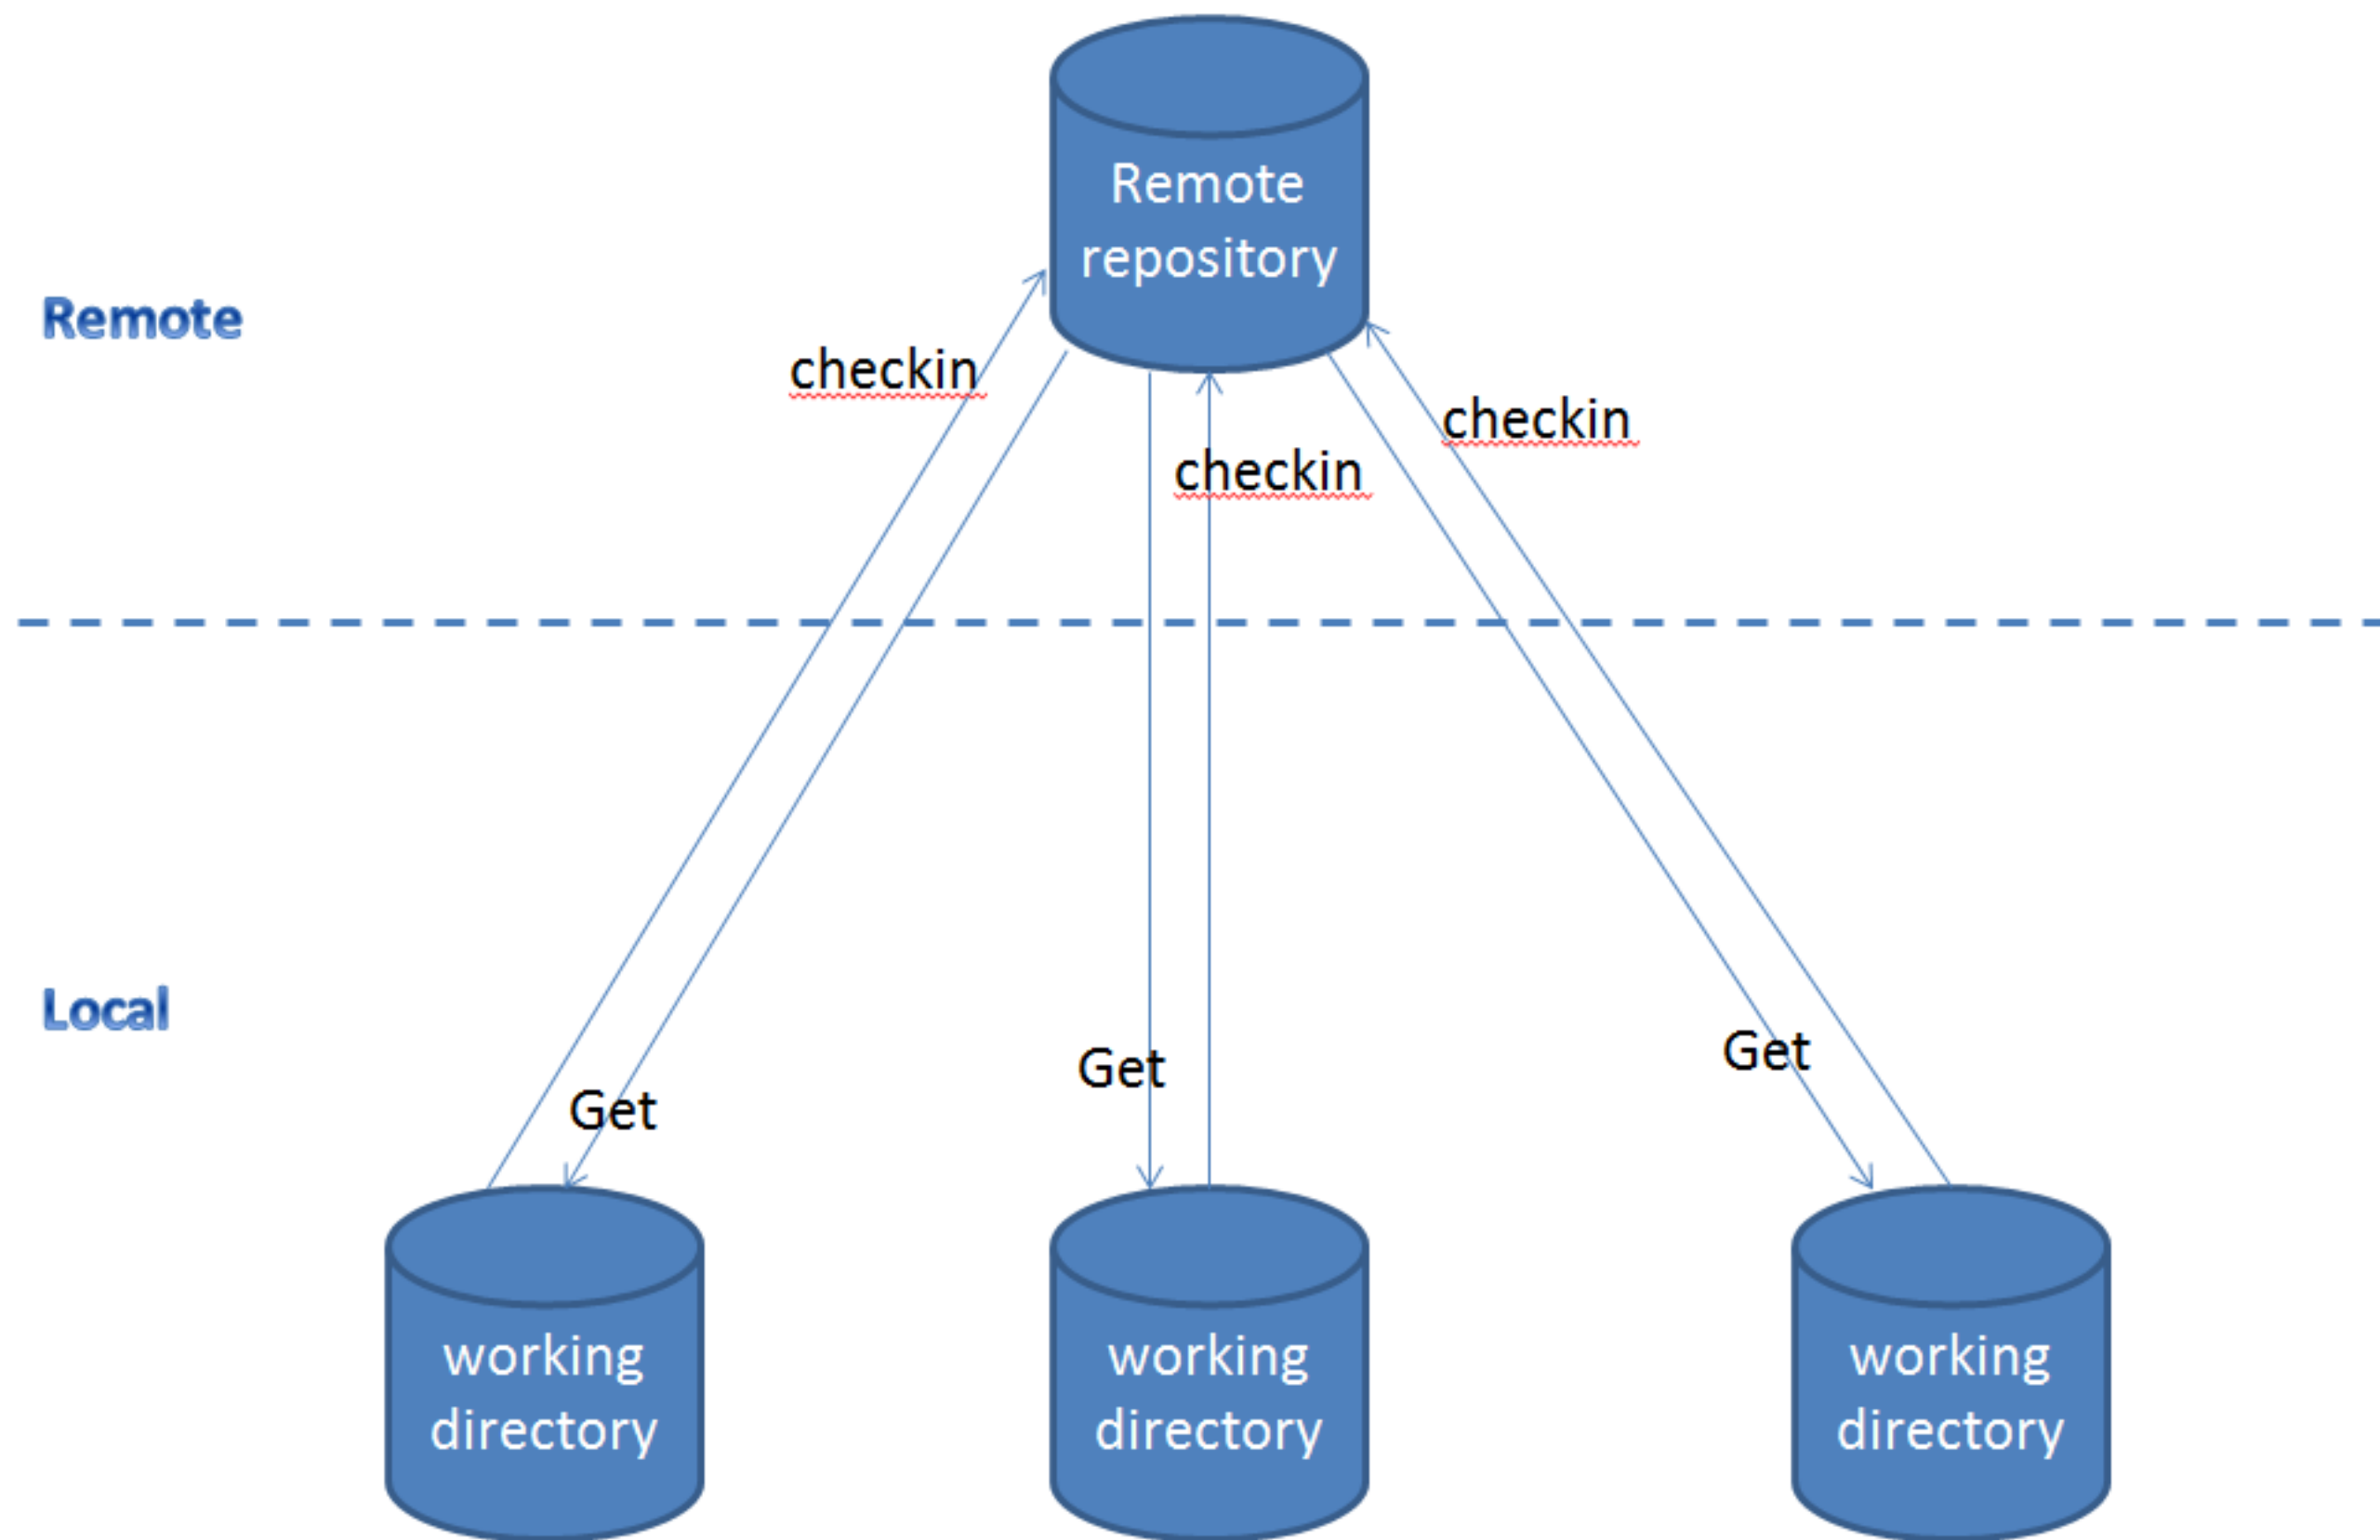 Remote
repository
Remote
checkin
checkin
checkin
Local
Get
Get
Get
working
directory
working
directory
working
directory